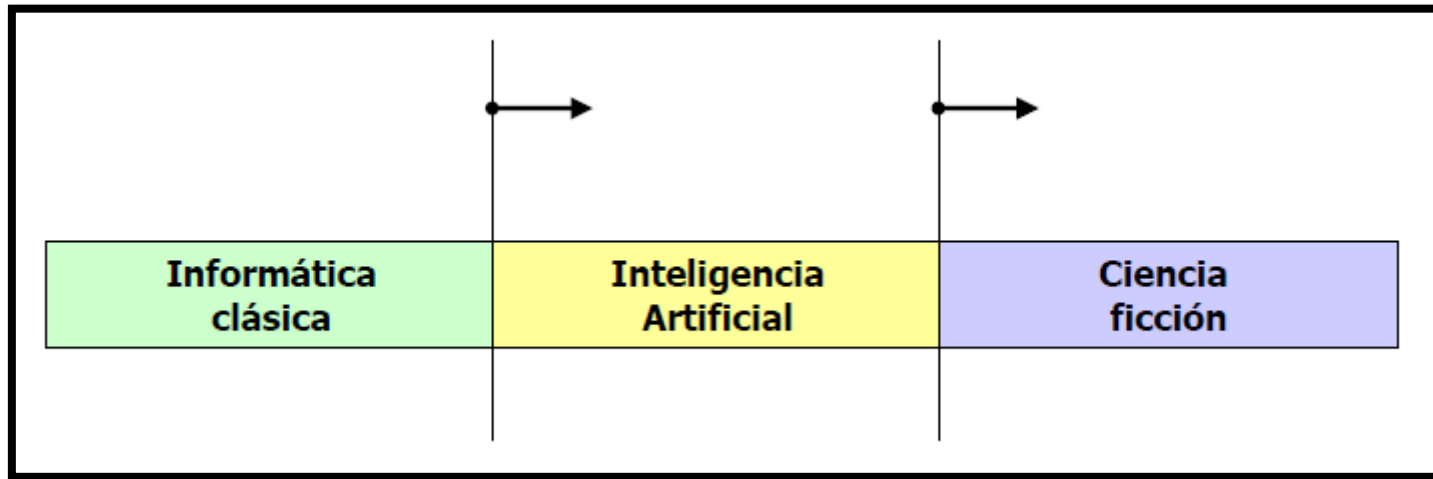 Informática
clásica
Inteligencia
Artificial
Ciencia
ficción